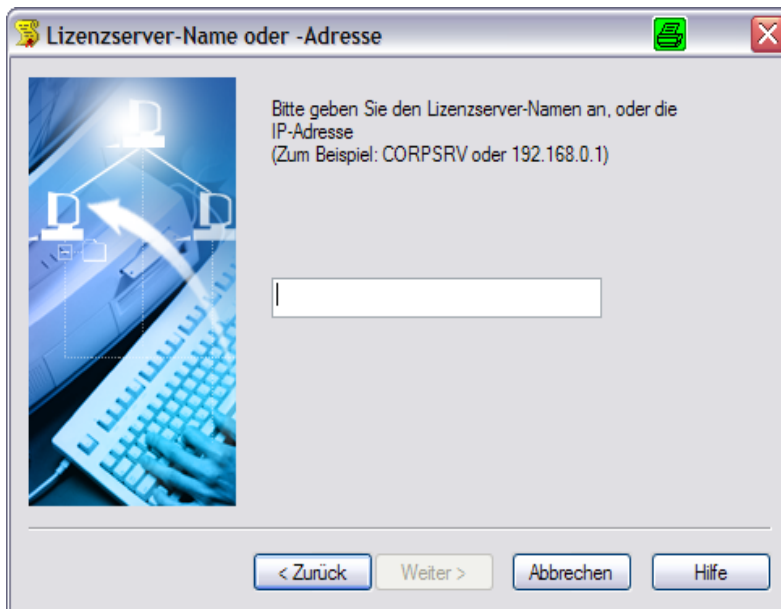 Lizenzserver-Name oder -Adresse
Bitte geben Sie den Lizenzserver-Namen an, oder die
IP-Adresse
(Zum Beispiel: CORPSRV oder 192.168.0.1)
< Zurück
Weiter >
Abbrechen
Hilfe